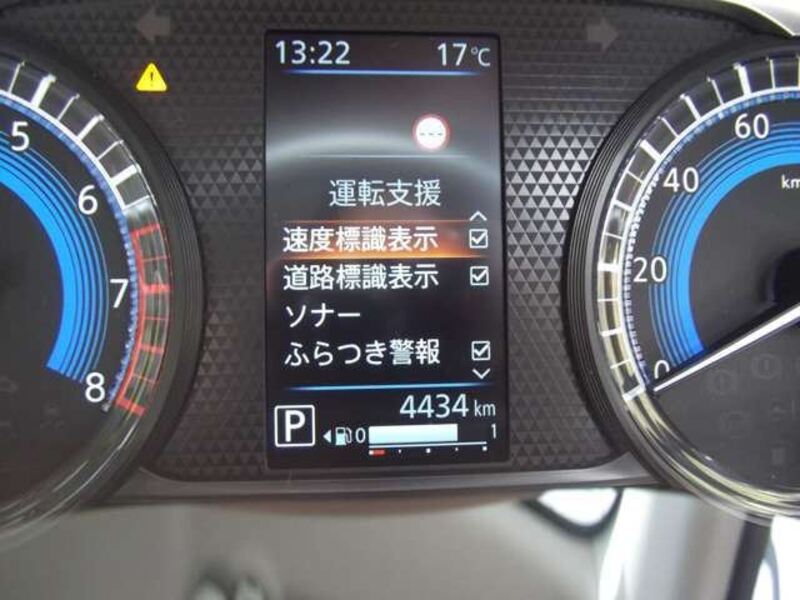 13:22 17℃
---
運転支援
速度標識表示
道路標識表示
ソナー
ふらつき警報
P 4434 km
0 1
5
6
7
8
60
40
20
0
km